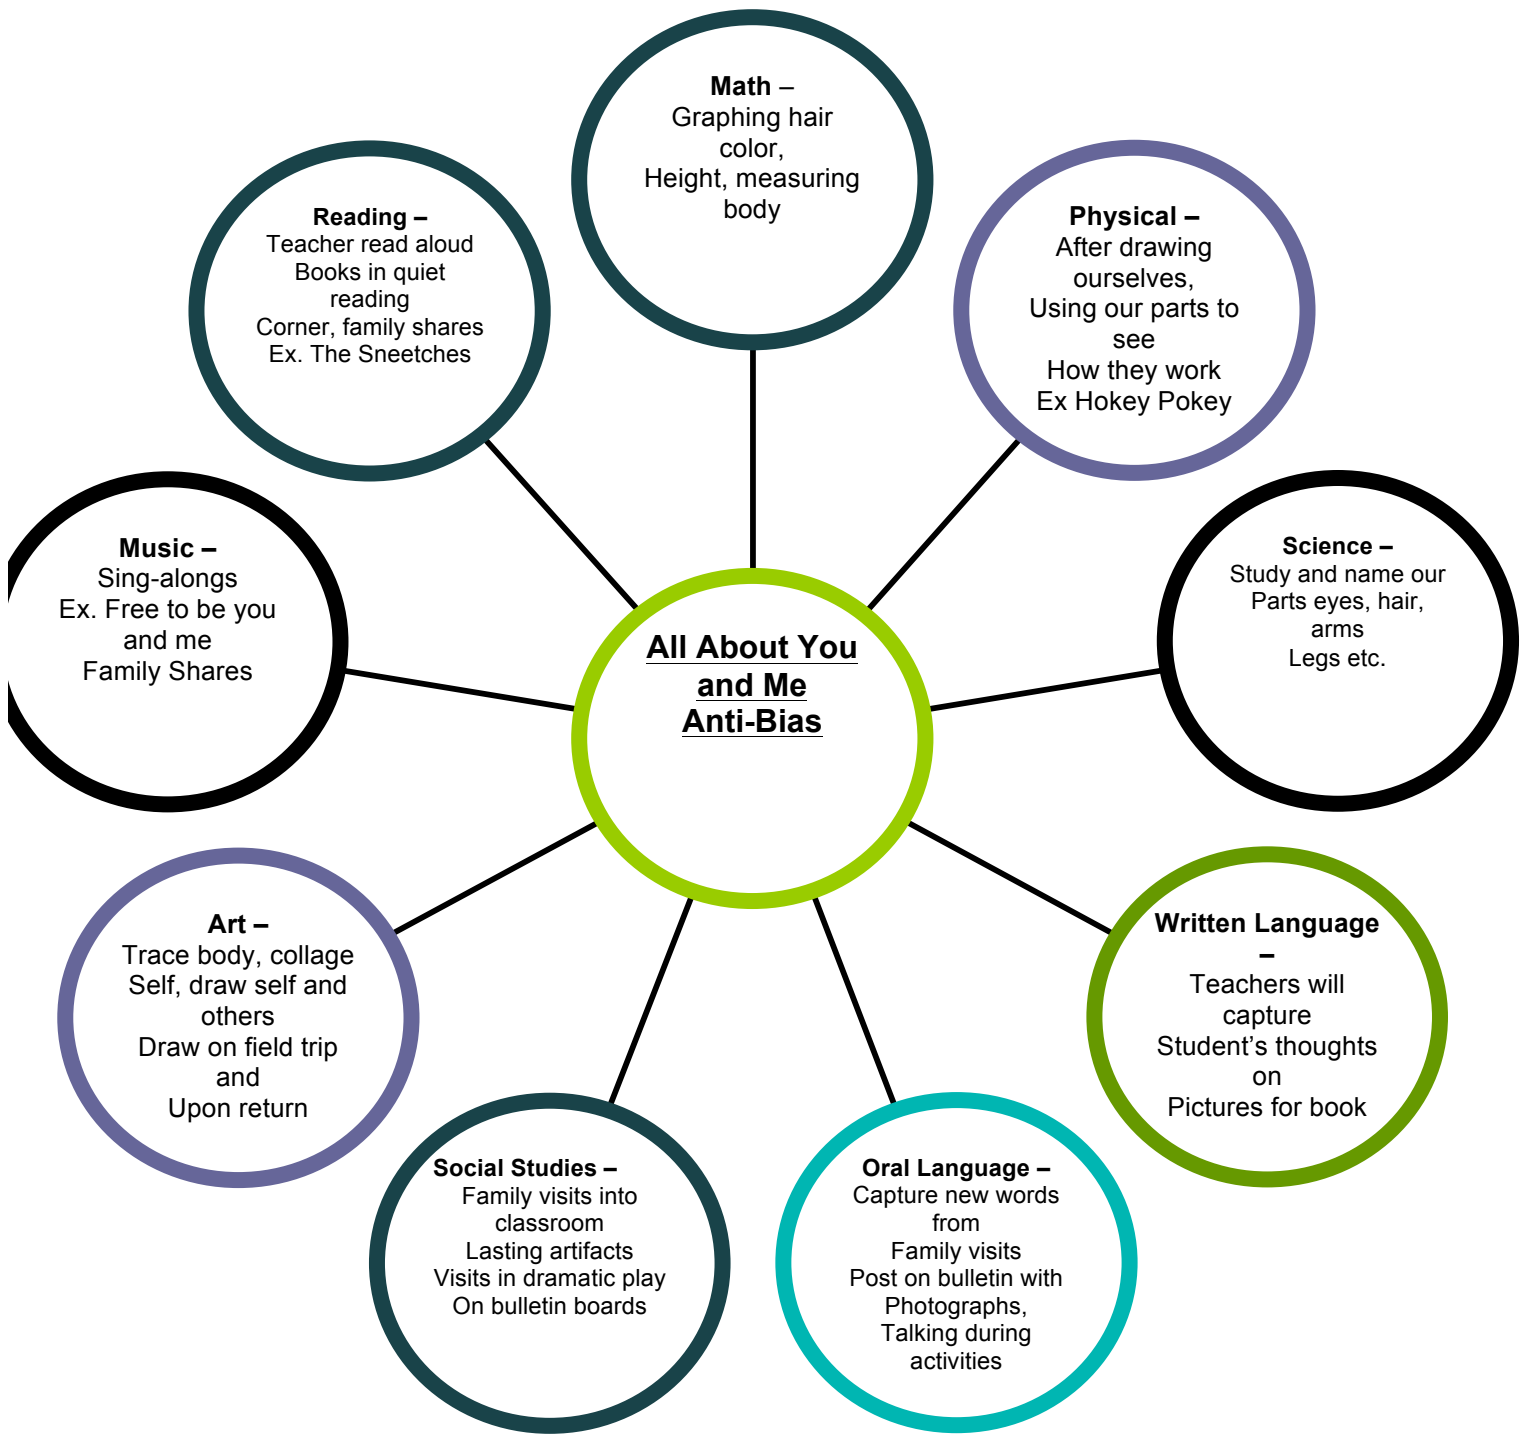 Math –
Graphing hair
color,
Height, measuring
body
Reading –
Teacher read aloud
Books in quiet
reading
Corner, family shares
Ex. The Sneetches
Physical –
After drawing
ourselves,
Using our parts to
see
How they work
Ex Hokey Pokey
Music –
Sing-alongs
Ex. Free to be you
and me
Family Shares
Science –
Study and name our
Parts eyes, hair,
arms
Legs etc.
All About You
and Me
Anti-Bias
Art –
Trace body, collage
Self, draw self and
others
Draw on field trip
and
Upon return
Written Language
–
Teachers will
capture
Student’s thoughts
on
Pictures for book
Social Studies –
Family visits into
classroom
Lasting artifacts
Visits in dramatic play
On bulletin boards
Oral Language –
Capture new words
from
Family visits
Post on bulletin with
Photographs,
Talking during
activities